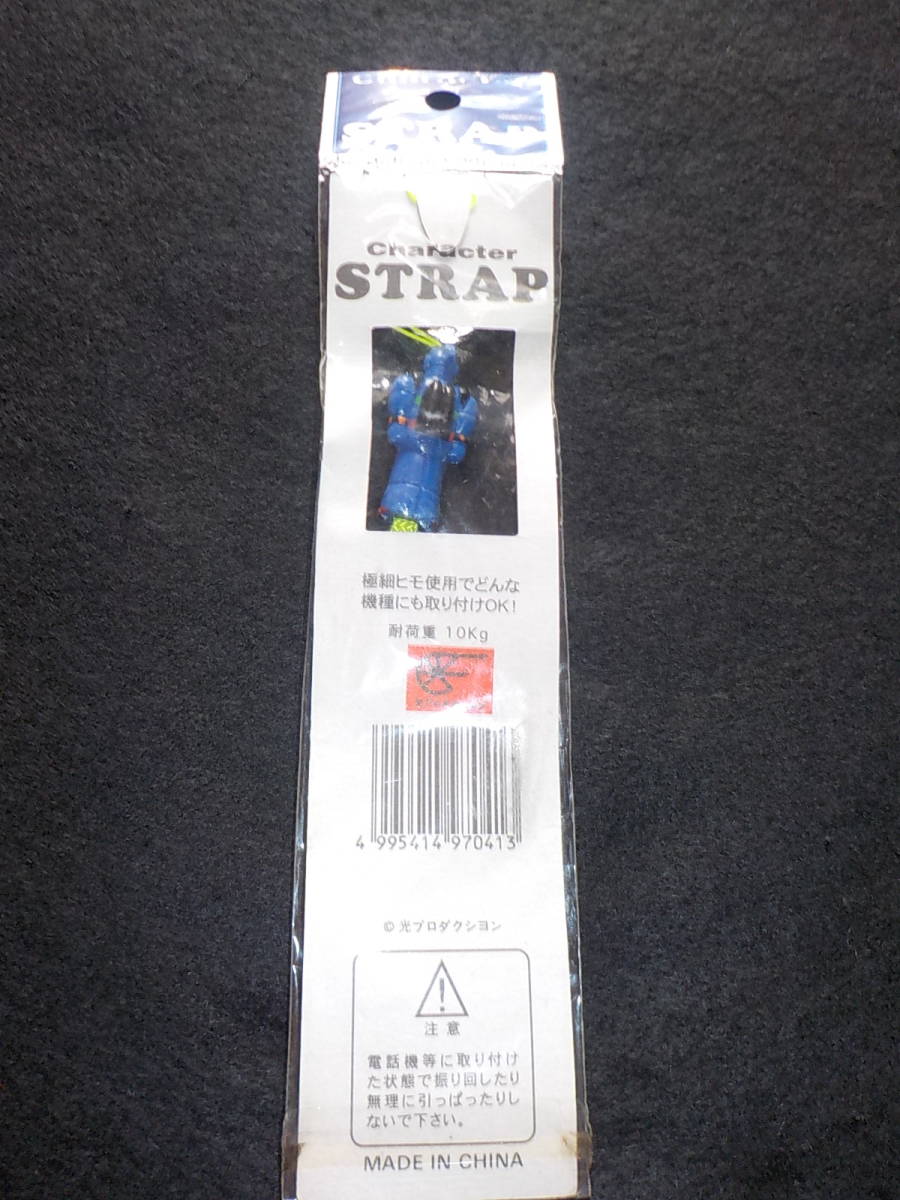 STRAP
Character
STRAP
極細ヒモ使用でどんな
機種にも取り付けOK!
耐荷重 10Kg
4 995414 970413
© 光プロダクシヨン
注意
電話機等に取り付け
た状態で振り回したり
無理に引っぱったりし
ないで下さい。
MADE IN CHINA